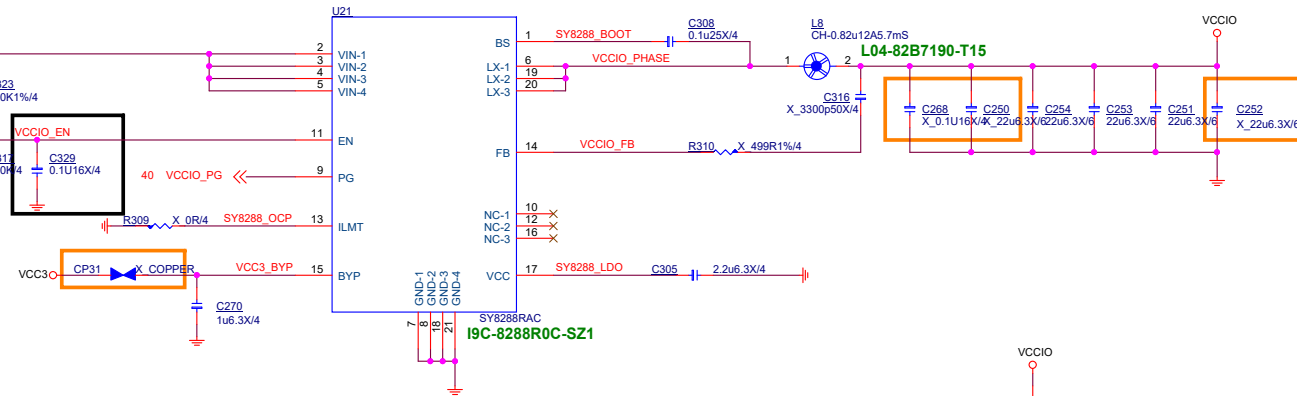 U21
C308
0.1u25X/4
L8
CH-0.82u12A5.7mS
L04-82B7190-T15
VCCIO
BS
1
SY8288_BOOT
2
VIN-1
3
VIN-2
4
VIN-3
5
VIN-4
LX-1
6
VCCIO_PHASE
LX-2
19
LX-3
20
1
2
323
0K1%/4
C316
X_3300p50X/4
C268
X_0.1U16X/4
C250
X_22u6.3X/6
C254
22u6.3X/6
C253
22u6.3X/6
C251
22u6.3X/6
C252
X_22u6.3X/6
VCCIO_EN
11
EN
C329
0.1U16X/4
317
0K/4
FB
14
VCCIO_FB
R310
X_499R1%/4
40
VCCIO_PG
9
PG
R309
X_0R/4
SY8288_OCP
13
ILMT
NC-1
10
NC-2
12
NC-3
16
VCC3
CP31
X_COPPER
VCC3_BYP
15
BYP
VCC
17
SY8288_LDO
C305
2.2u6.3X/4
C270
1u6.3X/4
GND-1
GND-2
GND-3
GND-4
7
8
18
21
SY8288RAC
I9C-8288R0C-SZ1
VCCIO